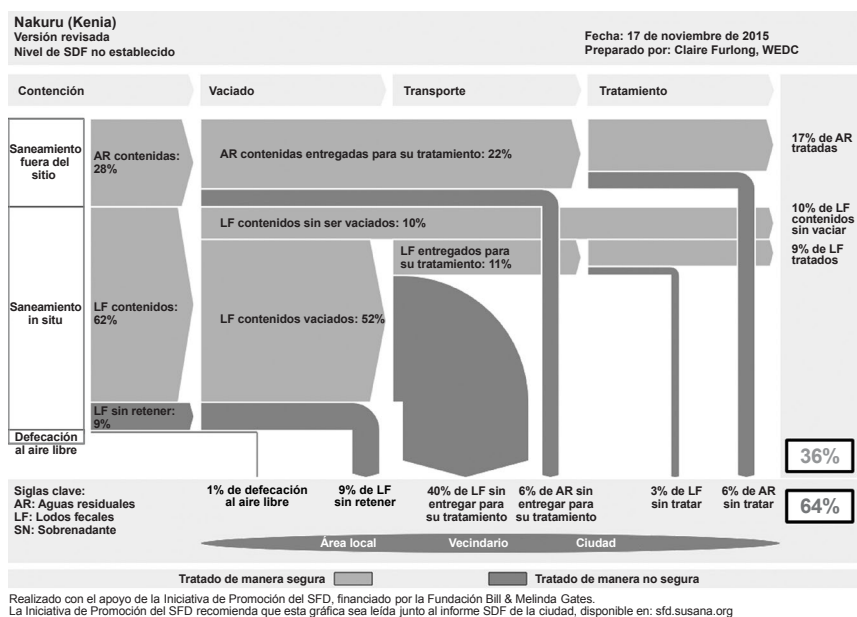 Nakuru (Kenia)
Versión revisada
Nivel de SDF no establecido
Fecha: 17 de noviembre de 2015
Preparado por: Claire Furlong, WEDC
Contención
Vaciado
Transporte
Tratamiento
Saneamiento
fuera del
sitio
AR contenidas:
28%
AR contenidas entregadas para su tratamiento: 22%
17% de AR
tratadas
LF contenidos sin ser vaciados: 10%
10% de LF
contenidos
sin vaciar
LF entregados para
su tratamiento: 11%
9% de LF
tratados
Saneamiento
in situ
LF contenidos:
62%
LF contenidos vaciados: 52%
LF sin retener:
9%
Defecación
al aire libre
36%
Siglas clave:
AR: Aguas residuales
LF: Lodos fecales
SN: Sobrenadante
1% de defecación
al aire libre
9% de LF
sin retener
40% de LF sin
entregar para
su tratamiento
6% de AR sin
entregar para
su tratamiento
3% de LF
sin tratar
6% de AR
sin tratar
64%
Área local
Vecindario
Ciudad
Tratado de manera segura
Tratado de manera no segura
Realizado con el apoyo de la Iniciativa de Promoción del SFD, financiado por la Fundación Bill & Melinda Gates.
La Iniciativa de Promoción del SFD recomienda que esta gráfica sea leída junto al informe SDF de la ciudad, disponible en: sfd.susana.org